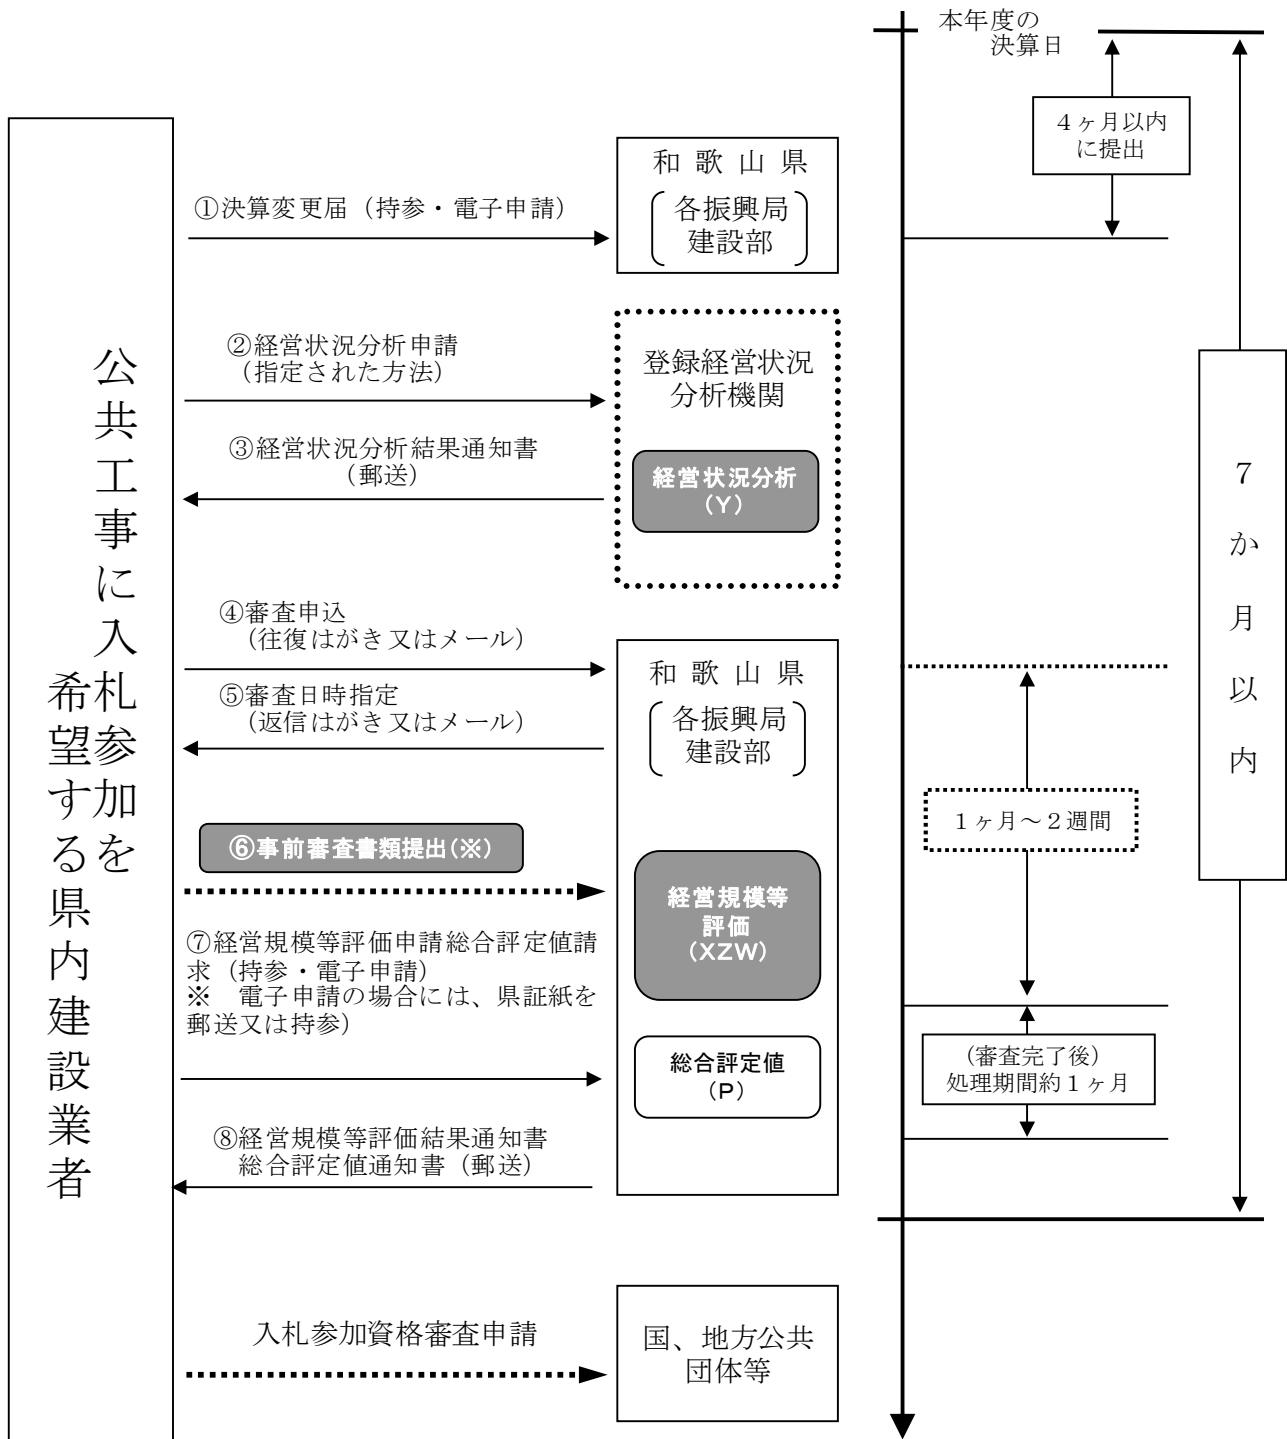 本年度の
決算日
4ヶ月以内
に提出
公共工事に入札参加を
希望する県内建設業者
和歌山県
各振興局
建設部
①決算変更届（持参・電子申請）
②経営状況分析申請
（指定された方法）
登録経営状況
分析機関
③経営状況分析結果通知書
（郵送）
経営状況分析
（Y）
7か月以内
④審査申込
（往復はがき又はメール）
和歌山県
各振興局
建設部
⑤審査日時指定
（返信はがき又はメール）
1ヶ月～2週間
⑥事前審査書類提出（※）
経営規模等
評価
（XZW）
⑦経営規模等評価申請総合評定値請
求（持参・電子申請）
※　電子申請の場合には、県証紙を
郵送又は持参）
総合評定値
（P）
（審査完了後）
処理期間約1ヶ月
⑧経営規模等評価結果通知書
総合評定値通知書（郵送）
入札参加資格審査申請
国、地方公共
団体等